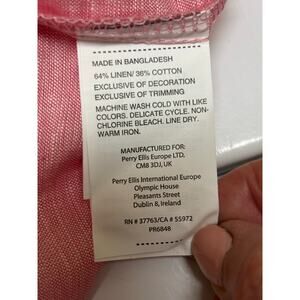 MADE IN BANGLADESH
64% LINEN/ 36% COTTON
EXCLUSIVE OF DECORATION
EXCLUSIVE OF TRIMMING
MACHINE WASH COLD WITH LIKE
COLORS. DELICATE CYCLE. NON-
CHLORINE BLEACH. LINE DRY.
WARM IRON.
MANUFACTURED FOR:
Perry Ellis Europe LTD,
CM8 3DJ, UK
Perry Ellis International Europe
Olympic House
Pleasants Street
Dublin 8, Ireland
RN # 37763/CA # 55972
PR6848